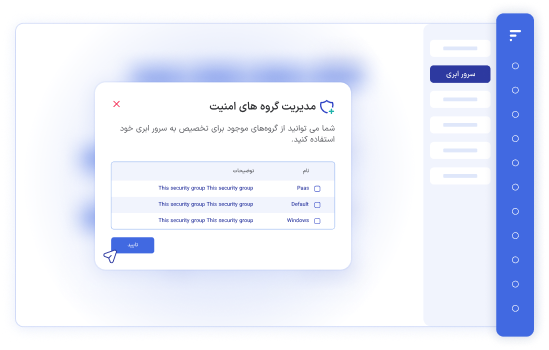 سرور ابری
مدیریت گروه های امنیت
شما می توانید از گروه‌های موجود برای تخصیص به سرور ابری خود
استفاده کنید.
نام توضیحات
Paas This security group This security group
Default This security group This security group
Windows This security group This security group
تایید